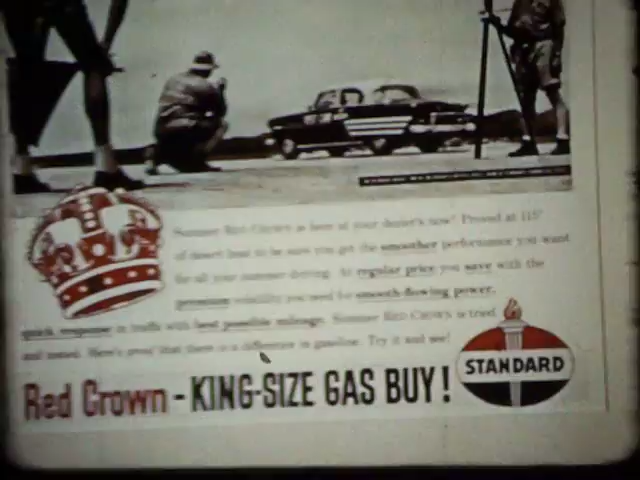 Summer RED CROWN is here at your dealer's now! Proved at 115°
of desert heat to be sure you get the smoother performance you want
for all your summer driving. At regular price you save with the
premium volatility you need for smooth-flowing power,
quick response in traffic with best possible mileage. Summer RED CROWN is tried
and tested. Here's proof that there is a difference in gasoline. Try it and see!
Red Crown - KING-SIZE GAS BUY!
STANDARD